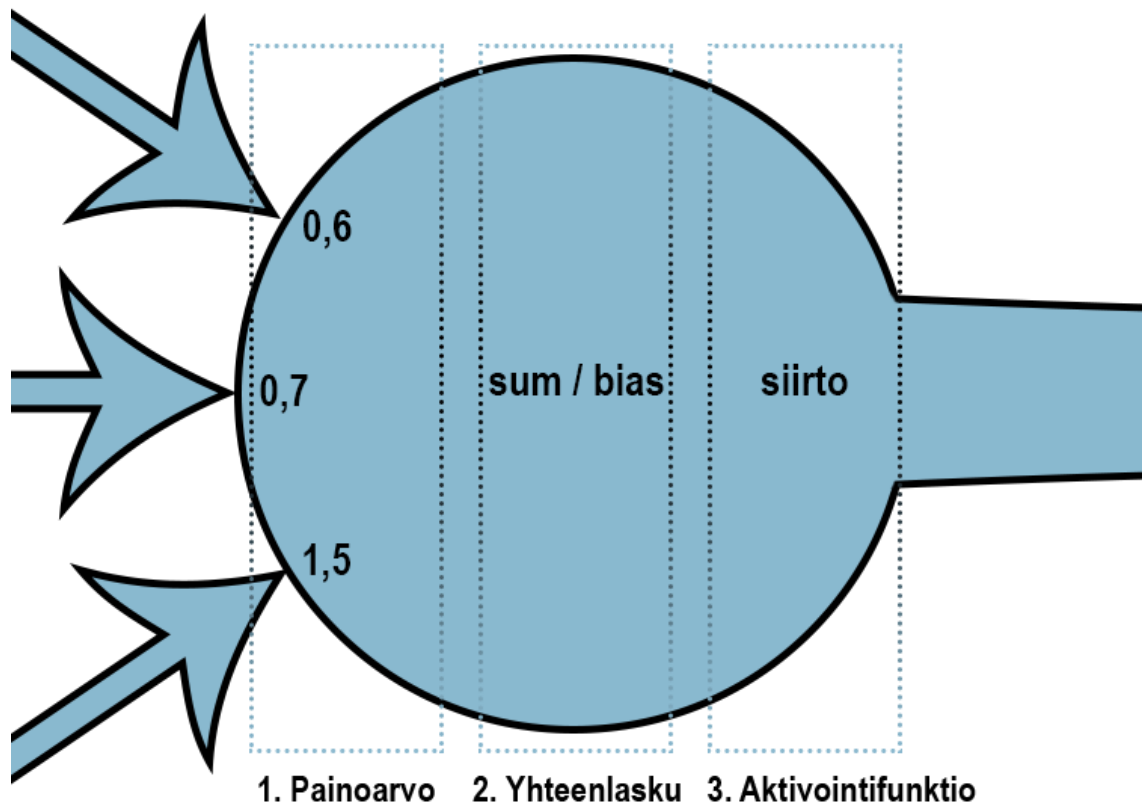 0,6
0,7
sum / bias
siirto
1,5
1. Painoarvo
2. Yhteenlasku
3. Aktivointifunktio